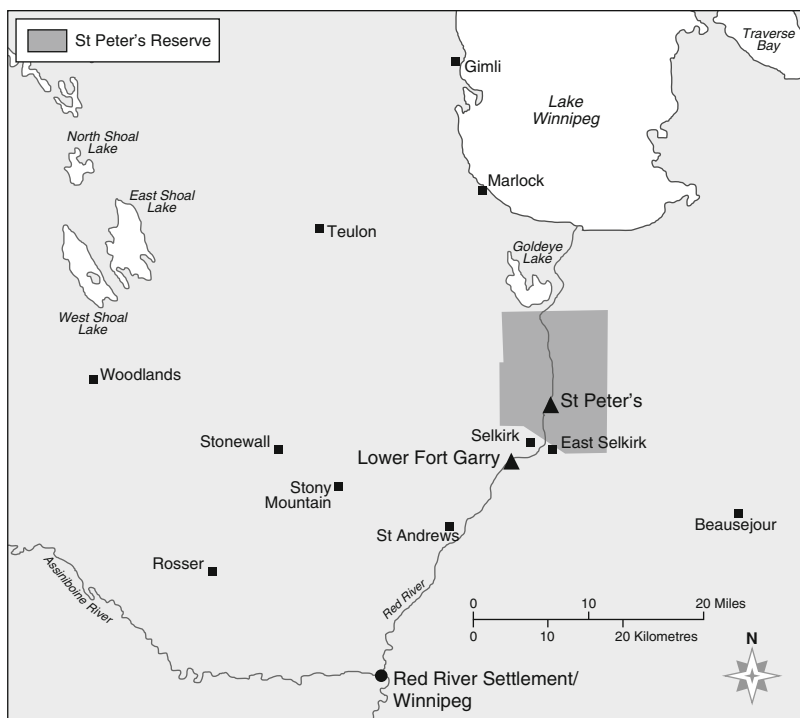 St Peter's Reserve
Traverse
Bay
Gimli
Lake
Winnipeg
North Shoal
Lake
Marlock
East Shoal
Lake
Teulon
Goldeye
Lake
West Shoal
Lake
Woodlands
St Peter's
Selkirk
East Selkirk
Stonewall
Lower Fort Garry
Stony
Mountain
Beausejour
St Andrews
Rosser
Assiniboine River
Red River
0 10 20 Miles
0 10 20 Kilometres
N
Red River Settlement/
Winnipeg